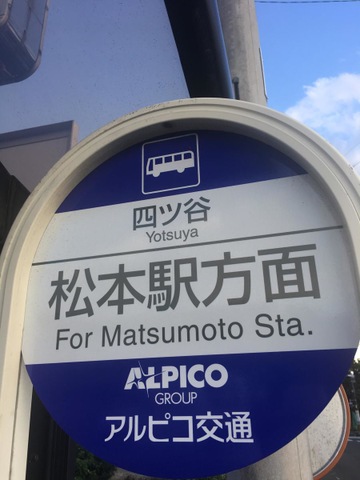 四ツ谷
Yotsuya
松本駅方面
For Matsumoto Sta.
ALPICO
GROUP
アルピコ交通